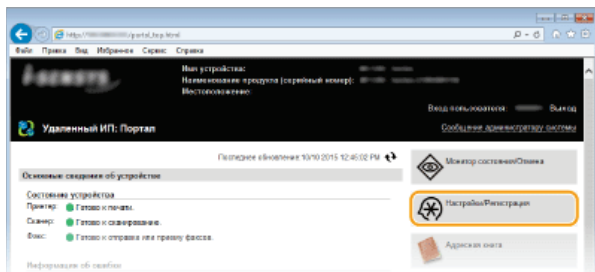 http:// /portal_top.html
Файл Правка Вид Избранное Сервис Справка
Имя устройства:
Наименование продукта (серийный номер):
Местоположение:
Вход пользователя: Выход
Удаленный ИП: Портал
Сообщение администратору системы
Последнее обновление: 10/10 2015 12:45:02 PM
Монитор состояния/Отмена
Основные сведения об устройстве
Состояние устройства
Принтер: Готово к печати.
Настройки/Регистрация
Сканер: Готово к сканированию.
Факс: Готово к отправке или приему факсов.
Адресная книга
Информация об ошибке